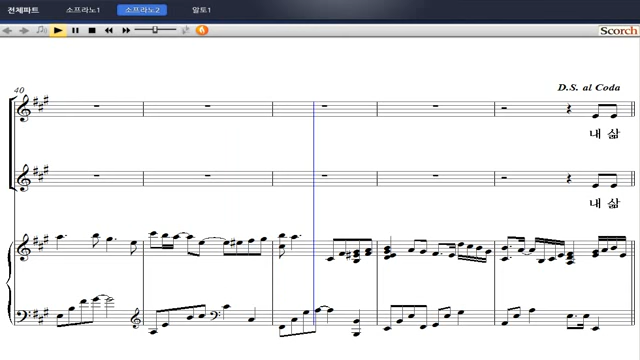 전체파트 소프라노1 소프라노2 알토1
Scorch
40
D.S. al Coda
내 삶
내 삶